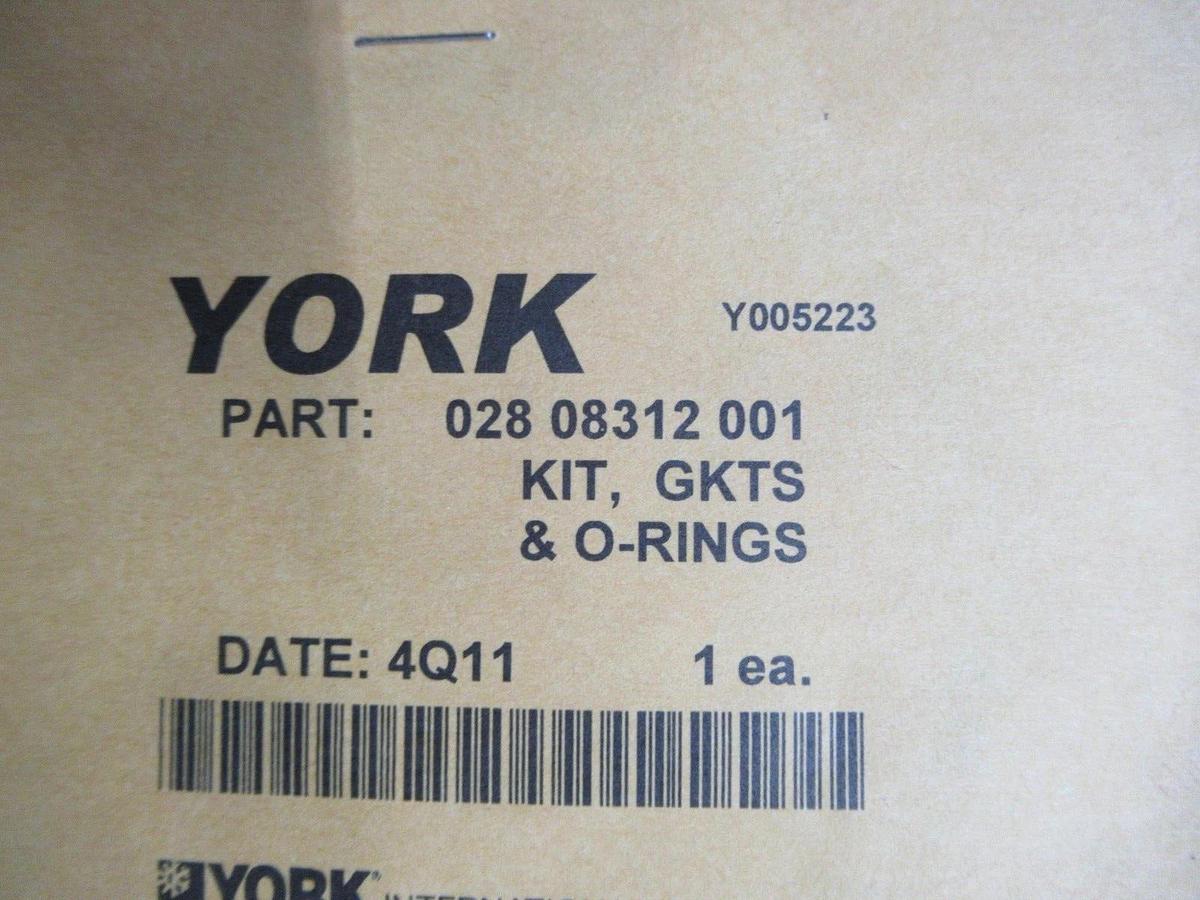 YORK Y005223
PART: 028 08312 001
KIT, GKTS
& O-RINGS
DATE: 4Q11 1 ea.
YORK®